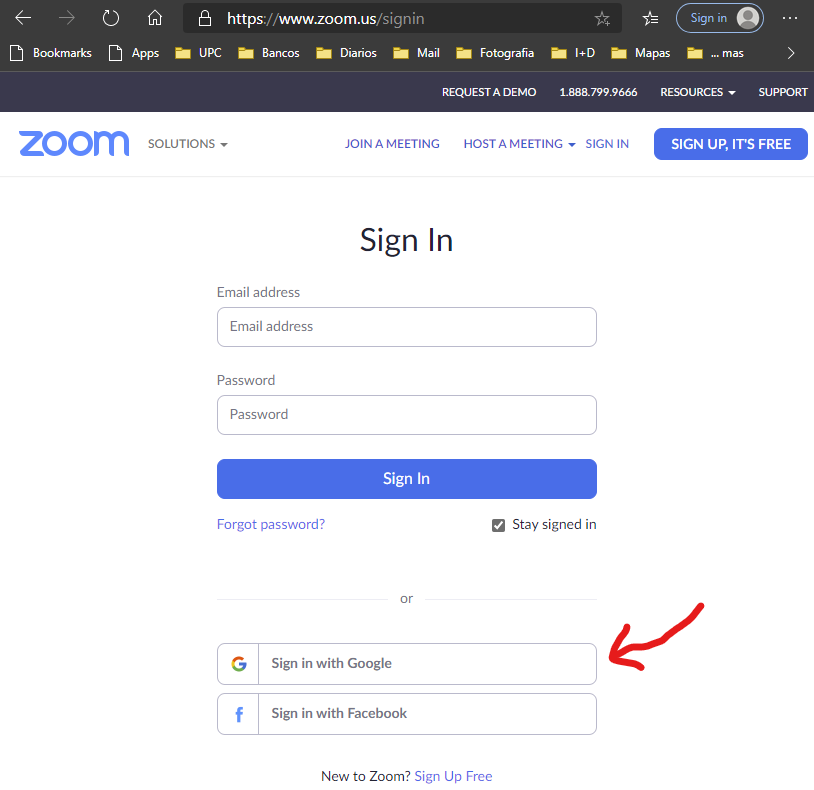 https://www.zoom.us/signin Sign in
Bookmarks Apps UPC Bancos Diarios Mail Fotografia I+D Mapas ... mas
REQUEST A DEMO 1.888.799.9666 RESOURCES SUPPORT
zoom SOLUTIONS JOIN A MEETING HOST A MEETING SIGN IN SIGN UP, IT'S FREE
Sign In
Email address
Email address
Password
Password
Sign In
Forgot password? Stay signed in
or
Sign in with Google
Sign in with Facebook
New to Zoom? Sign Up Free